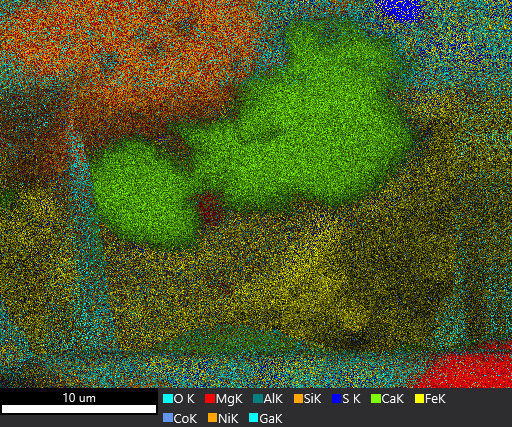 10 um
O K MgK AlK SiK S K CaK FeK
CoK NiK GaK